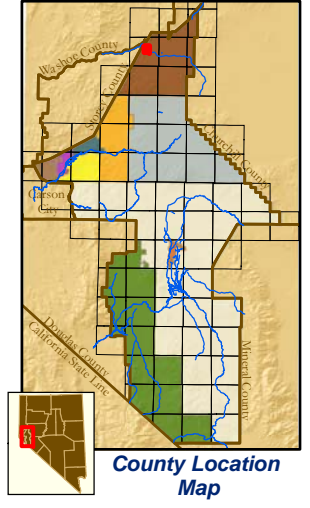 Washoe County
Storey County
Churchill County
Carson
City
Douglas County
California State Line
Mineral County
County Location
Map